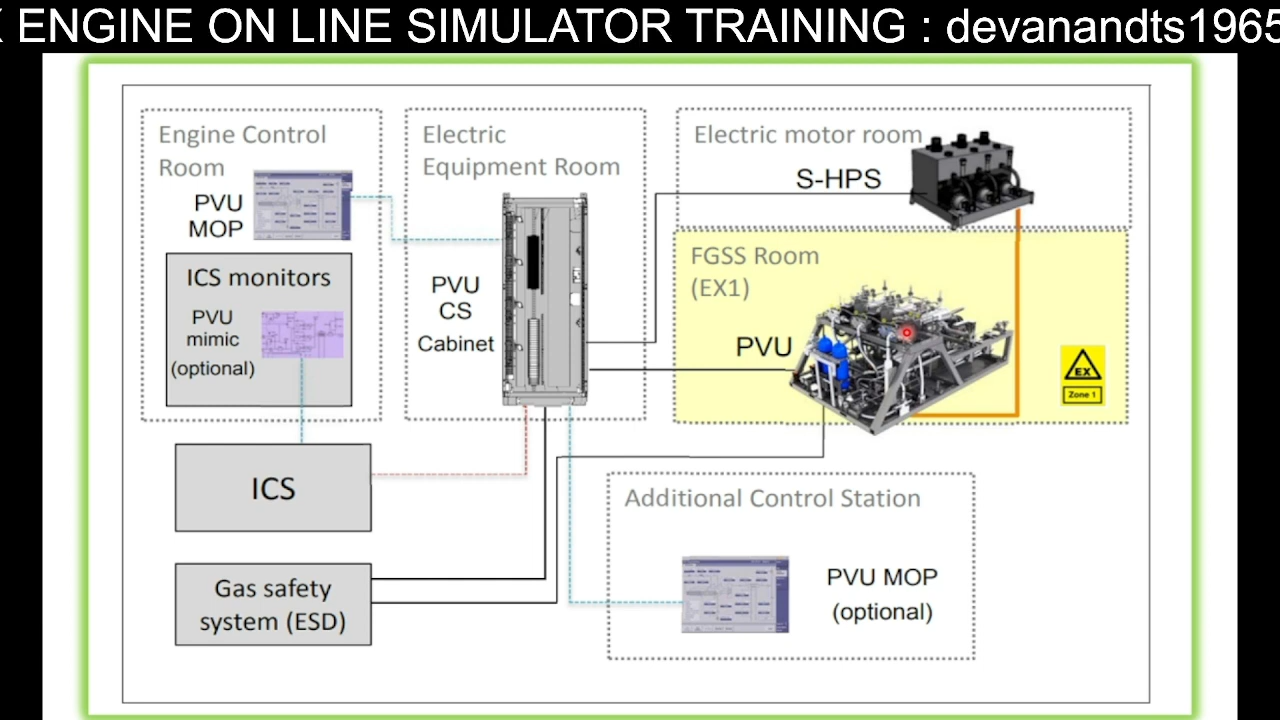 K ENGINE ON LINE SIMULATOR TRAINING : devanandts1965
Engine Control
Room
PVU
MOP
ICS monitors
PVU
mimic
(optional)
Electric
Equipment Room
PVU
CS
Cabinet
Electric motor room
S-HPS
FGSS Room
(EX1)
PVU
EX
Zone 1
ICS
Gas safety
system (ESD)
Additional Control Station
PVU MOP
(optional)